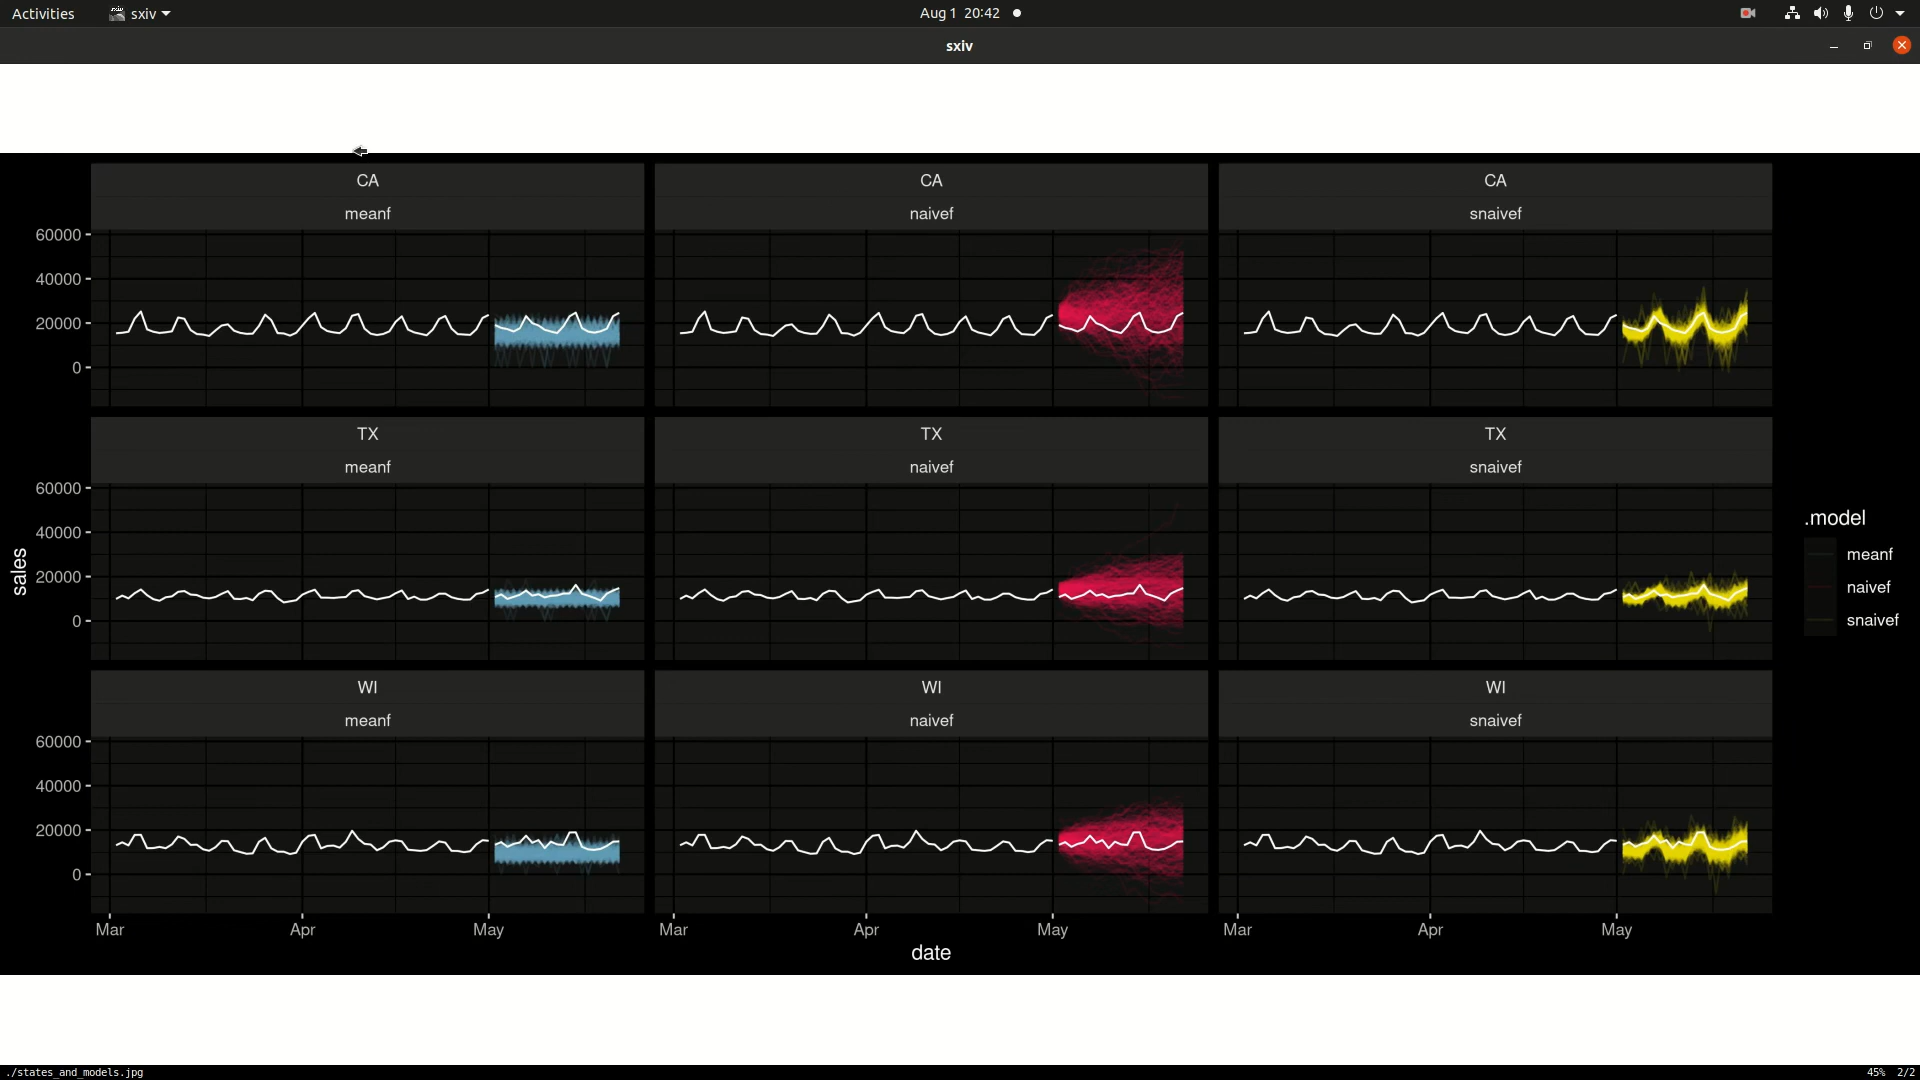 Activities sxiv Aug 1 20:42
sxiv
CA CA CA
meanf naivef snaivef
60000
40000
20000
0
TX TX TX
meanf naivef snaivef
60000
40000
20000
0
WI WI WI
meanf naivef snaivef
60000
40000
20000
0
sales
.model
meanf
naivef
snaivef
Mar Apr May Mar Apr May Mar Apr May
date
./states_and_models.jpg 45% 2/2